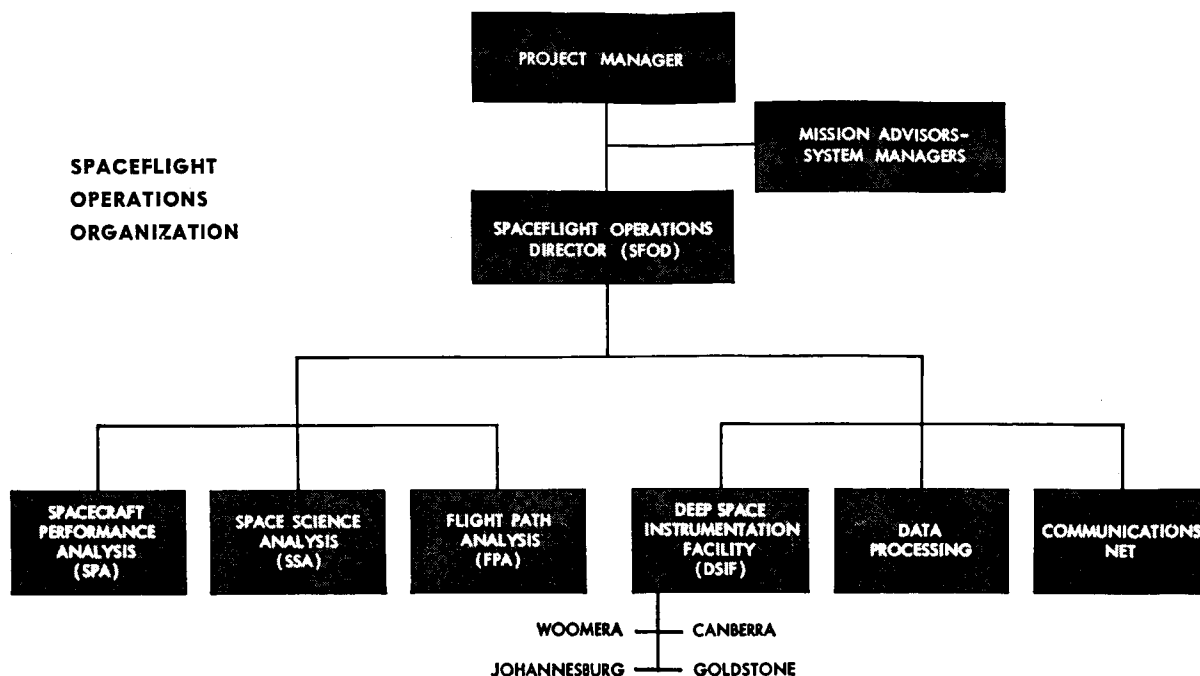 PROJECT MANAGER
MISSION ADVISORS-
SYSTEM MANAGERS
SPACEFLIGHT
OPERATIONS
ORGANIZATION
SPACEFLIGHT OPERATIONS
DIRECTOR (SFOD)
SPACECRAFT
PERFORMANCE
ANALYSIS
(SPA)
SPACE SCIENCE
ANALYSIS
(SSA)
FLIGHT PATH
ANALYSIS
(FPA)
DEEP SPACE
INSTRUMENTATION
FACILITY
(DSIF)
DATA
PROCESSING
COMMUNICATIONS
NET
WOOMERA
CANBERRA
JOHANNESBURG
GOLDSTONE